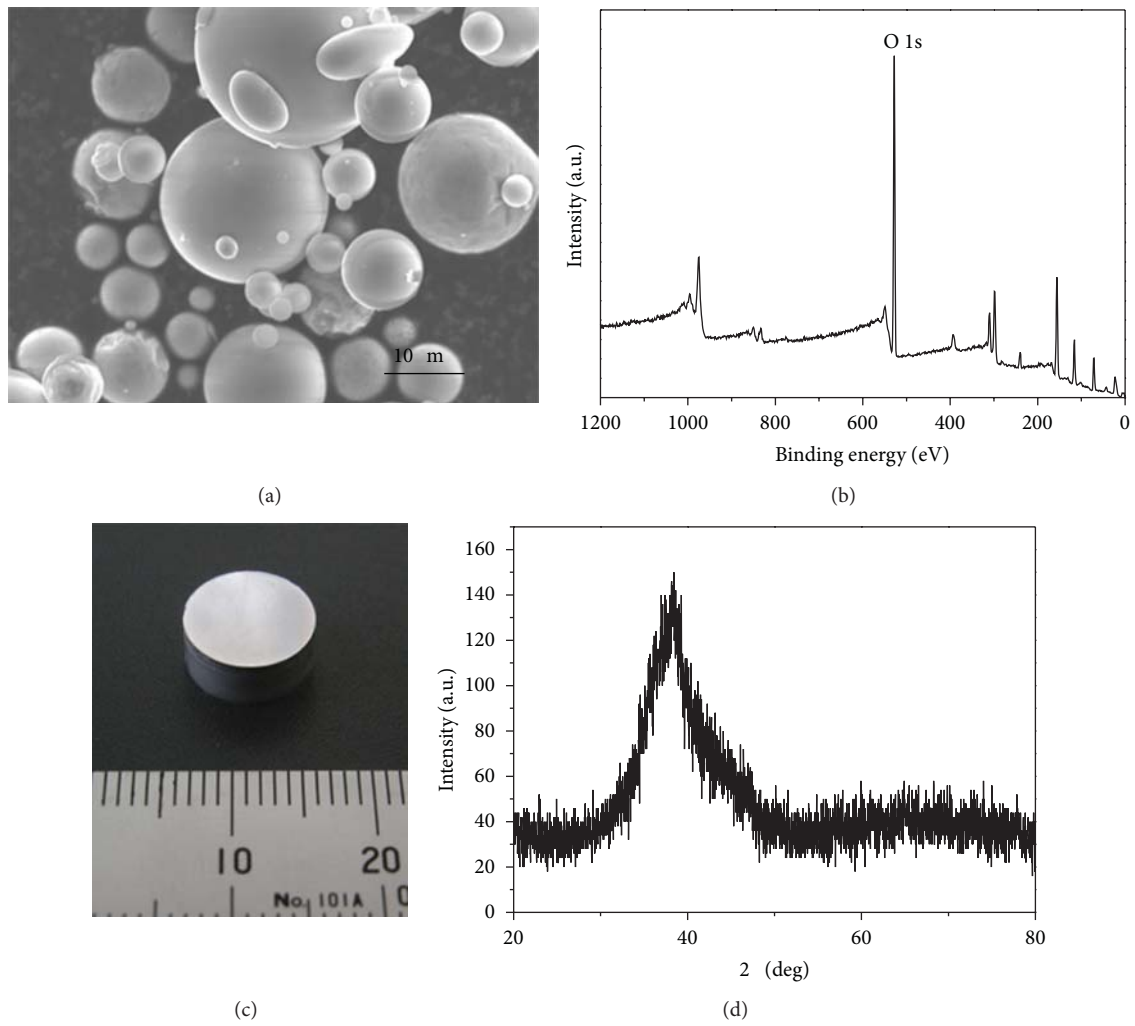 10 m
O 1s
Intensity (a.u.)
1200 1000 800 600 400 200 0
Binding energy (eV)
(a)
(b)
10 20
No. 101A 0
(c)
160
140
120
100
80
60
40
20
0
Intensity (a.u.)
20 40 60 80
2 (deg)
(d)